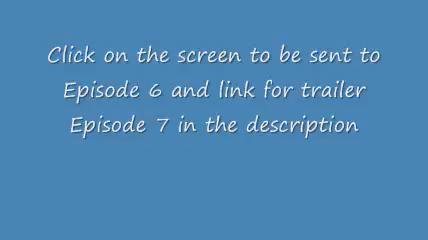 Click on the screen to be sent to
Episode 6 and link for trailer
Episode 7 in the description